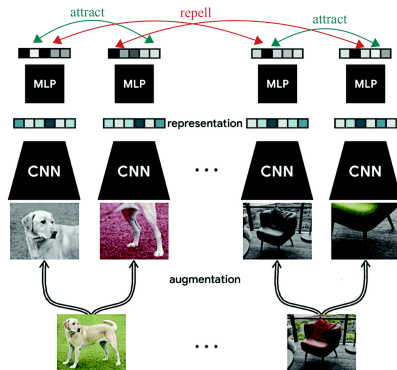 attract
attract
repell
MLP
MLP
MLP
MLP
representation
CNN
CNN
...
CNN
CNN
augmentation
...